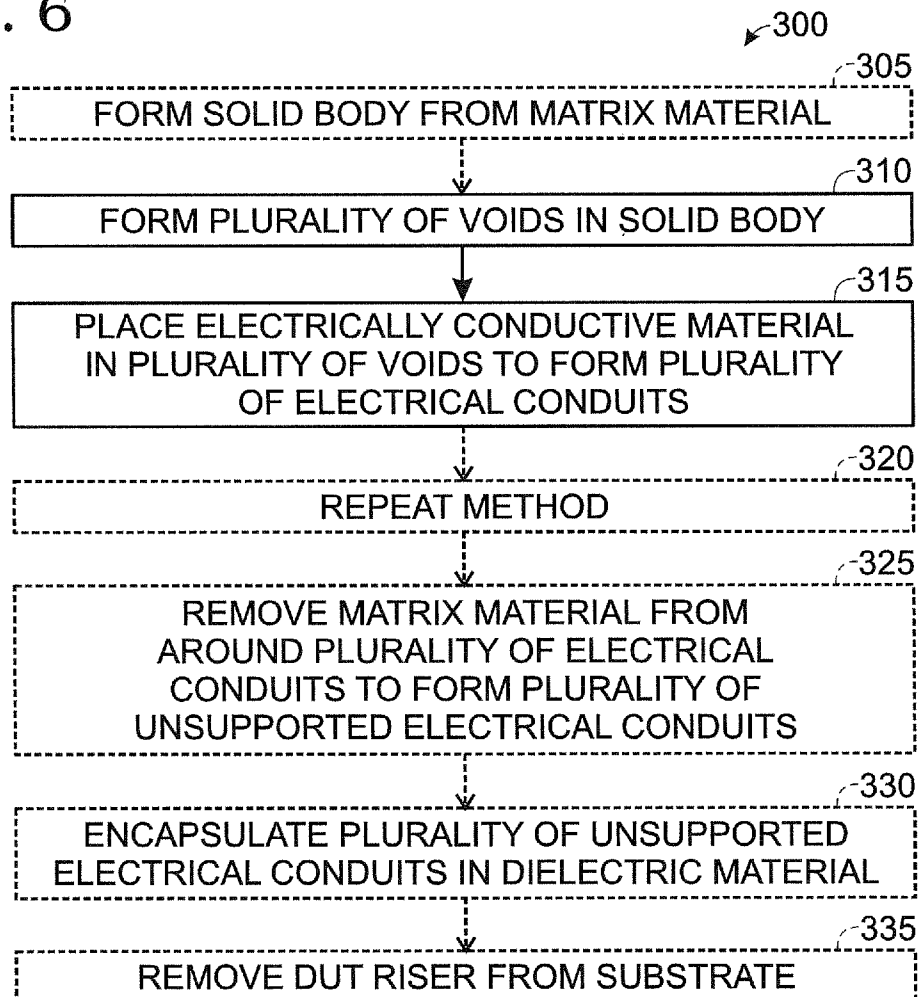 . 6
300
305
FORM SOLID BODY FROM MATRIX MATERIAL
310
FORM PLURALITY OF VOIDS IN SOLID BODY
315
PLACE ELECTRICALLY CONDUCTIVE MATERIAL
IN PLURALITY OF VOIDS TO FORM PLURALITY
OF ELECTRICAL CONDUITS
320
REPEAT METHOD
325
REMOVE MATRIX MATERIAL FROM
AROUND PLURALITY OF ELECTRICAL
CONDUITS TO FORM PLURALITY OF
UNSUPPORTED ELECTRICAL CONDUITS
330
ENCAPSULATE PLURALITY OF UNSUPPORTED
ELECTRICAL CONDUITS IN DIELECTRIC MATERIAL
335
REMOVE DUT RISER FROM SUBSTRATE